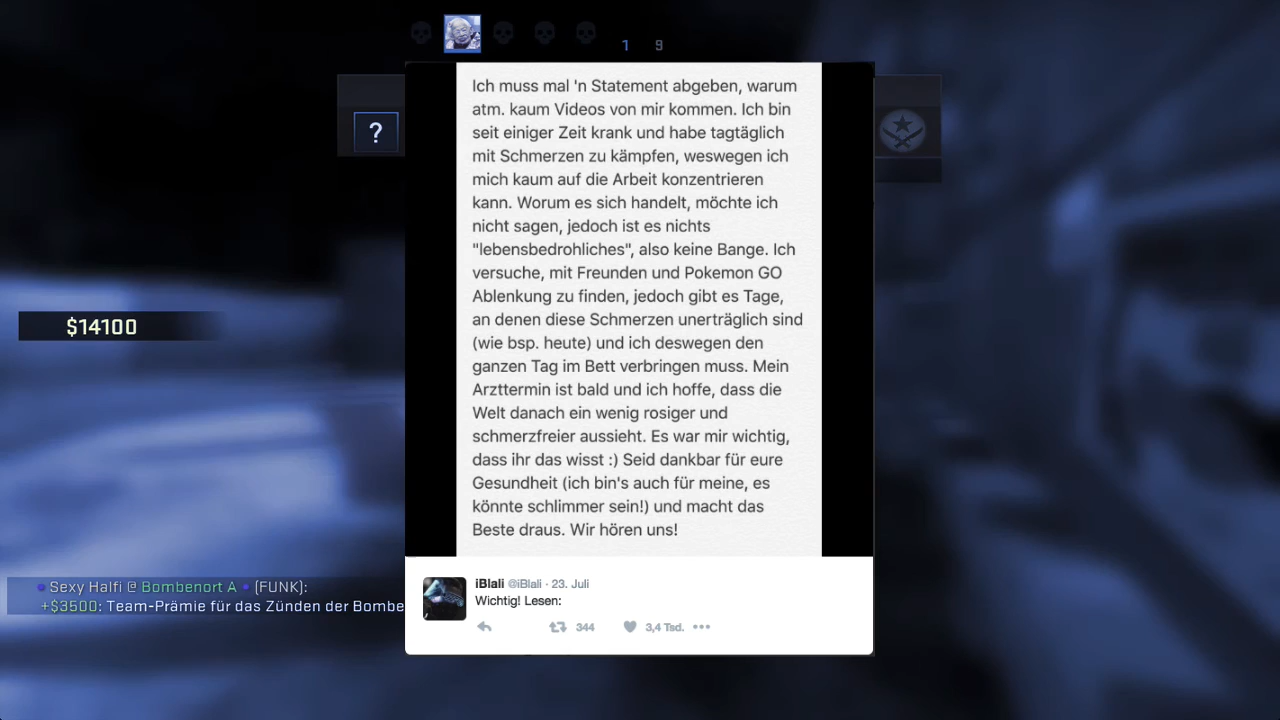 1 9
Ich muss mal 'n Statement abgeben, warum
atm. kaum Videos von mir kommen. Ich bin
seit einiger Zeit krank und habe tagtäglich
mit Schmerzen zu kämpfen, weswegen ich
mich kaum auf die Arbeit konzentrieren
kann. Worum es sich handelt, möchte ich
nicht sagen, jedoch ist es nichts
"lebensbedrohliches", also keine Bange. Ich
versuche, mit Freunden und Pokemon GO
Ablenkung zu finden, jedoch gibt es Tage,
an denen diese Schmerzen unerträglich sind
(wie bsp. heute) und ich deswegen den
ganzen Tag im Bett verbringen muss. Mein
Arzttermin ist bald und ich hoffe, dass die
Welt danach ein wenig rosiger und
schmerzfreier aussieht. Es war mir wichtig,
dass ihr das wisst :) Seid dankbar für eure
Gesundheit (ich bin's auch für meine, es
könnte schlimmer sein!) und macht das
Beste draus. Wir hören uns!
?
$14100
Sexy Halfi @ Bombenort A • (FUNK):
+$3500: Team-Prämie für das Zünden der Bombe
iBlali @iBlali · 23. Juli
Wichtig! Lesen:
344 3,4 Tsd.